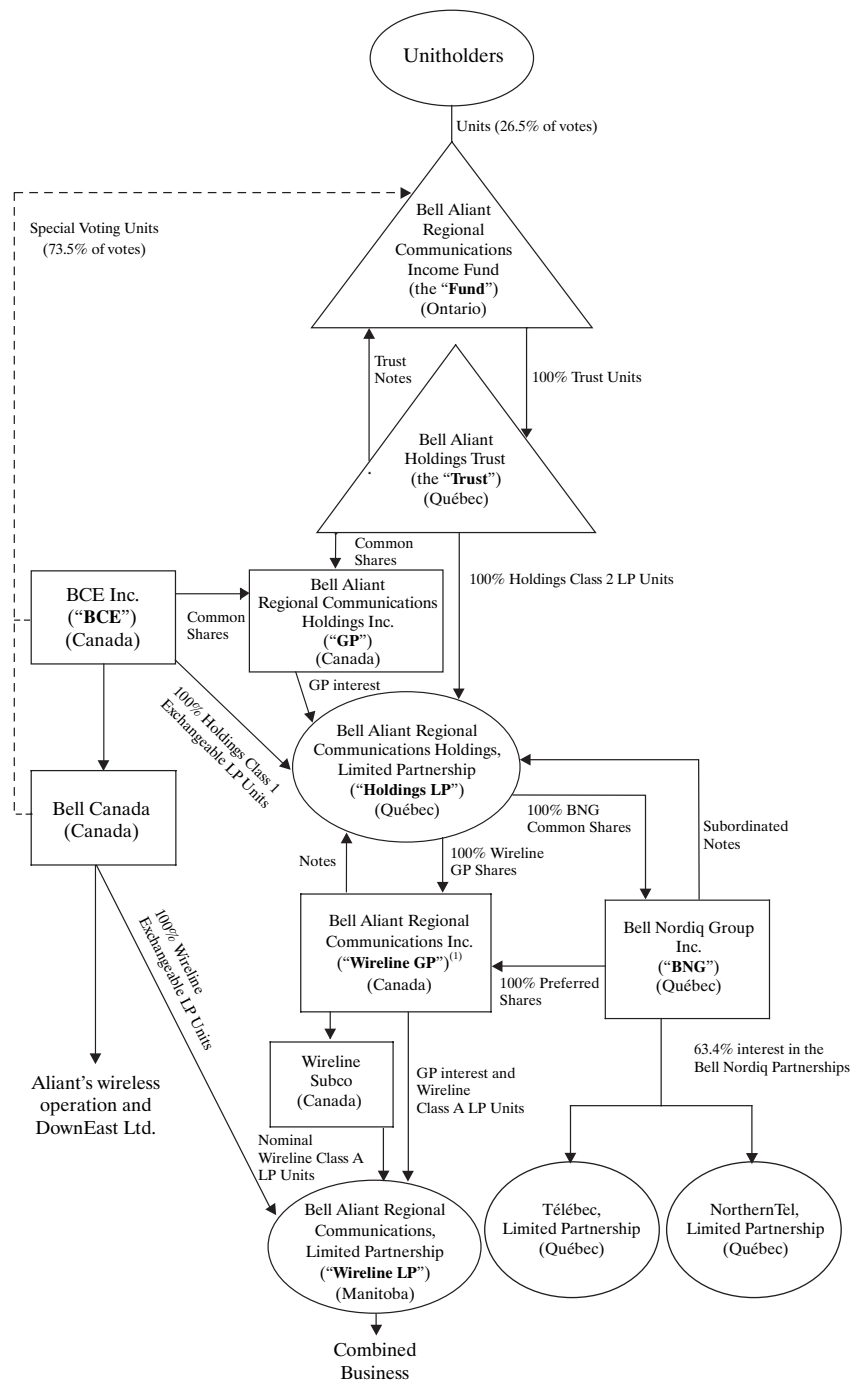 Unitholders
Units (26.5% of votes)
Special Voting Units
(73.5% of votes)
Bell Aliant
Regional
Communications
Income Fund
(the “Fund”)
(Ontario)
Trust
Notes
100% Trust Units
Bell Aliant
Holdings Trust
(the “Trust”)
(Québec)
Common
Shares
100% Holdings Class 2 LP Units
BCE Inc.
(“BCE”)
(Canada)
Common
Shares
Bell Aliant
Regional Communications
Holdings Inc.
(“GP”)
(Canada)
GP interest
100% Holdings Class 1
Exchangeable LP Units
Bell Aliant Regional
Communications Holdings,
Limited Partnership
(“Holdings LP”)
(Québec)
Bell Canada
(Canada)
100% BNG
Common Shares
Subordinated
Notes
Notes
100% Wireline
GP Shares
100% Wireline
Exchangeable LP Units
Bell Aliant Regional
Communications Inc.
(“Wireline GP”)(1)
(Canada)
100% Preferred
Shares
Bell Nordiq Group
Inc.
(“BNG”)
(Québec)
63.4% interest in the
Bell Nordiq Partnerships
Aliant’s wireless
operation and
DownEast Ltd.
Wireline
Subco
(Canada)
GP interest and
Wireline
Class A LP Units
Nominal
Wireline Class A
LP Units
Bell Aliant Regional
Communications,
Limited Partnership
(“Wireline LP”)
(Manitoba)
Télébec,
Limited Partnership
(Québec)
NorthernTel,
Limited Partnership
(Québec)
Combined
Business